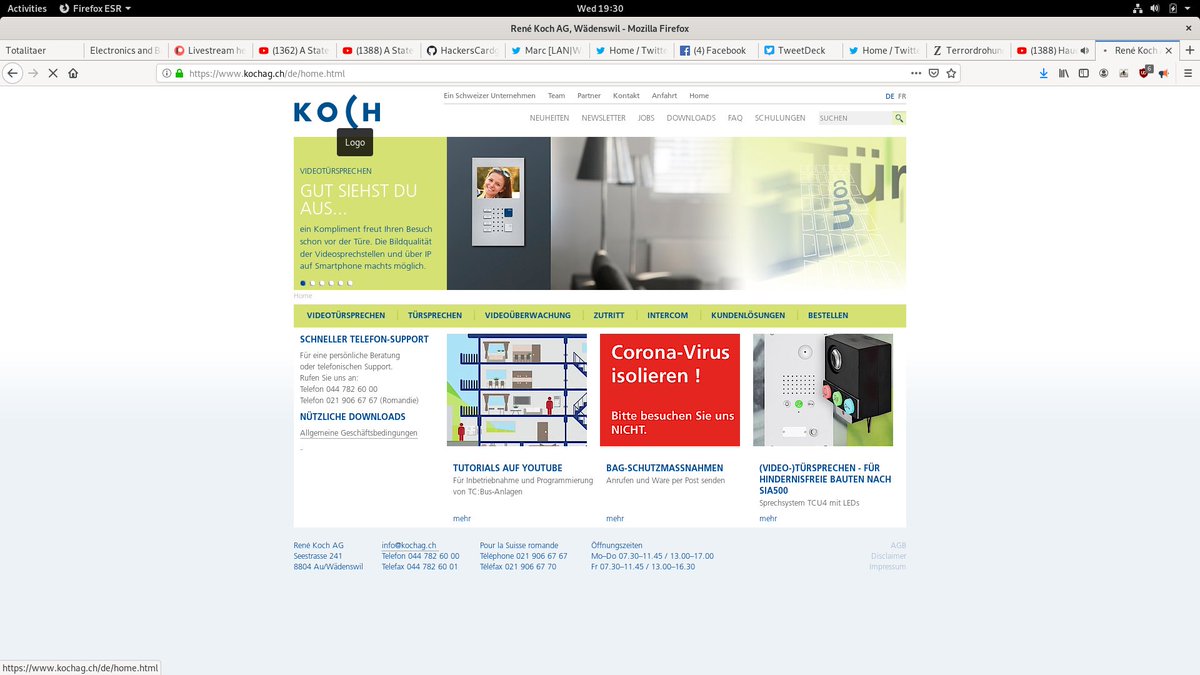 Activities
Firefox ESR
Wed 19:30
René Koch AG, Wädenswil - Mozilla Firefox
Totalitaer
Electronics and B
Livestream he
(1362) A State
(1388) A State
HackersCard
Marc [LAN|W
Home / Twitte
(4) Facebook
TweetDeck
Home / Twitte
Terrordrohun
(1388) Hau
René Koch
https://www.kochag.ch/de/home.html
6
KOCH
Logo
Ein Schweizer Unternehmen
Team
Partner
Kontakt
Anfahrt
Home
DE FR
NEUHEITEN
NEWSLETTER
JOBS
DOWNLOADS
FAQ
SCHULUNGEN
SUCHEN
VIDEOTÜRSPRECHEN
GUT SIEHST DU
AUS...
ein Kompliment freut Ihren Besuch
schon vor der Türe. Die Bildqualität
der Videosprechstellen und über IP
auf Smartphone machts möglich.
Tür
com
Home
VIDEOTÜRSPRECHEN
TÜRSPRECHEN
VIDEOÜBERWACHUNG
ZUTRITT
INTERCOM
KUNDENLÖSUNGEN
BESTELLEN
SCHNELLER TELEFON-SUPPORT
Für eine persönliche Beratung
oder telefonischen Support.
Rufen Sie uns an:
Telefon 044 782 60 00
Telefon 021 906 67 67 (Romandie)
NÜTZLICHE DOWNLOADS
Allgemeine Geschäftsbedingungen
TUTORIALS AUF YOUTUBE
Für Inbetriebnahme und Programmierung
von TC:Bus-Anlagen
mehr
Corona-Virus
isolieren !
Bitte besuchen Sie uns
NICHT.
BAG-SCHUTZMASSNAHMEN
Anrufen und Ware per Post senden
mehr
(VIDEO-)TÜRSPRECHEN - FÜR
HINDERNISFREIE BAUTEN NACH
SIA500
Sprechsystem TCU4 mit LEDs
mehr
René Koch AG
Seestrasse 241
8804 Au/Wädenswil
info@kochag.ch
Telefon 044 782 60 00
Telefax 044 782 60 01
Pour la Suisse romande
Téléphone 021 906 67 67
Téléfax 021 906 67 70
Öffnungszeiten
Mo–Do 07.30–11.45 / 13.00–17.00
Fr 07.30–11.45 / 13.00–16.30
AGB
Disclaimer
Impressum
https://www.kochag.ch/de/home.html